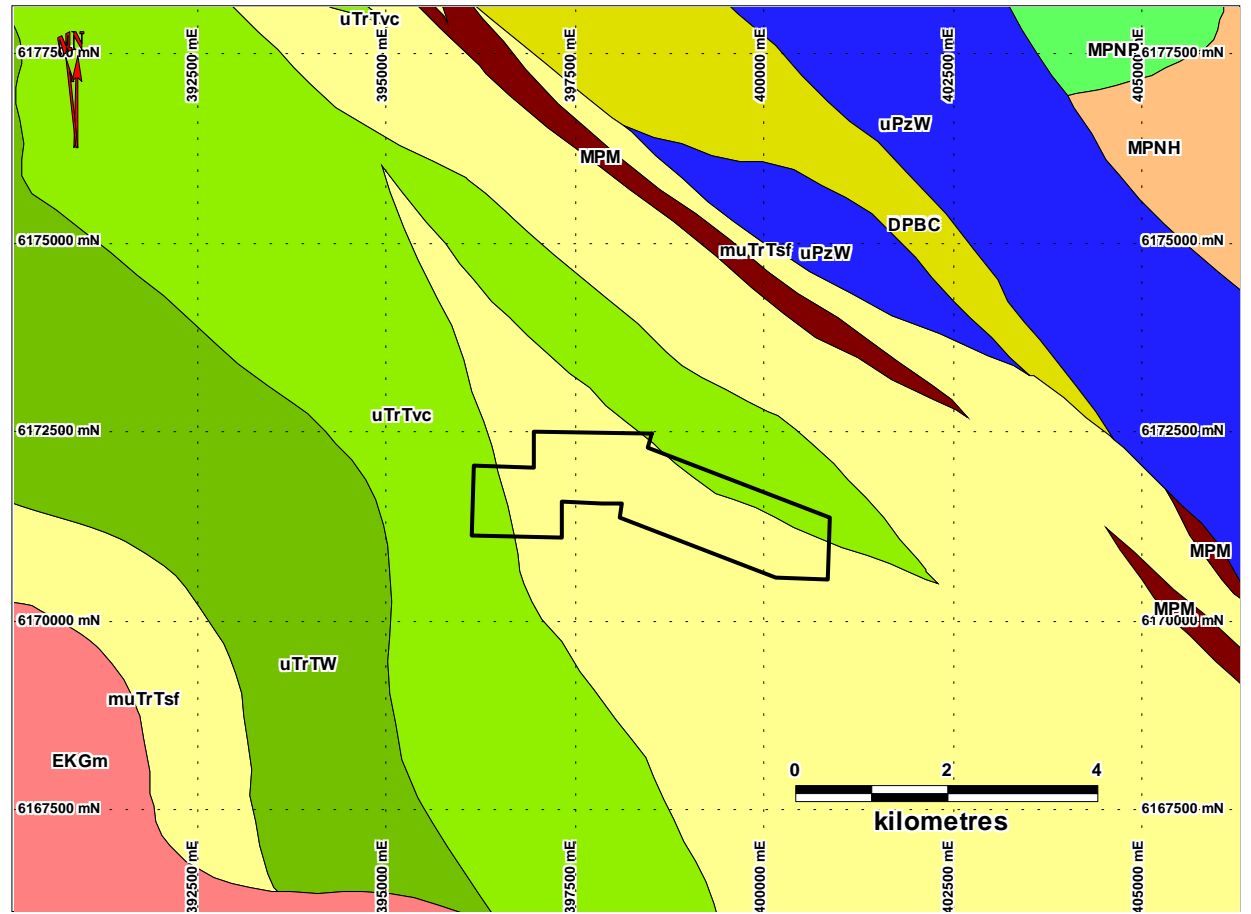 uTrTvc
6177500 mN
MN
392500 mE
395000 mE
397500 mE
400000 mE
402500 mE
405000 mE
MPNP
6177500 mN
uPzW
MPM
MPNH
6175000 mN
muTrTsf
uPzW
DPBC
6175000 mN
uTrTvc
6172500 mN
6172500 mN
MPM
MPM
6170000 mN
6170000 mN
uTrTW
muTrTsf
EKGm
0 2 4
kilometres
6167500 mN
6167500 mN
392500 mE
395000 mE
397500 mE
400000 mE
402500 mE
405000 mE